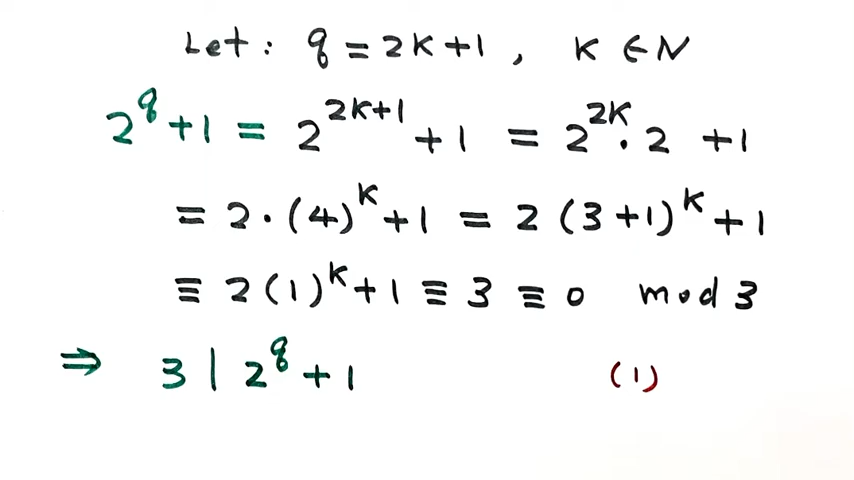 Let: q = 2k+1, k ∈ N
2^q + 1 = 2^{2k+1} + 1 = 2^{2k} · 2 + 1
= 2 · (4)^k + 1 = 2 (3+1)^k + 1
≡ 2(1)^k + 1 ≡ 3 ≡ 0 mod 3
⇒ 3 | 2^q + 1 (1)